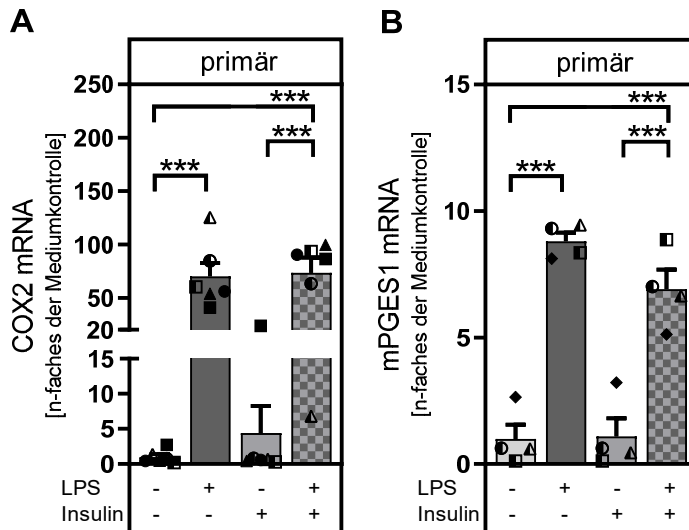 A
primär
COX2 mRNA
[n-faches der Mediumkontrolle]
250
200
150
100
50
20
15
10
5
0
***
***
***
LPS - + - +
Insulin - - + +
B
primär
mPGES1 mRNA
[n-faches der Mediumkontrolle]
15
10
5
0
***
***
***
LPS - + - +
Insulin - - + +